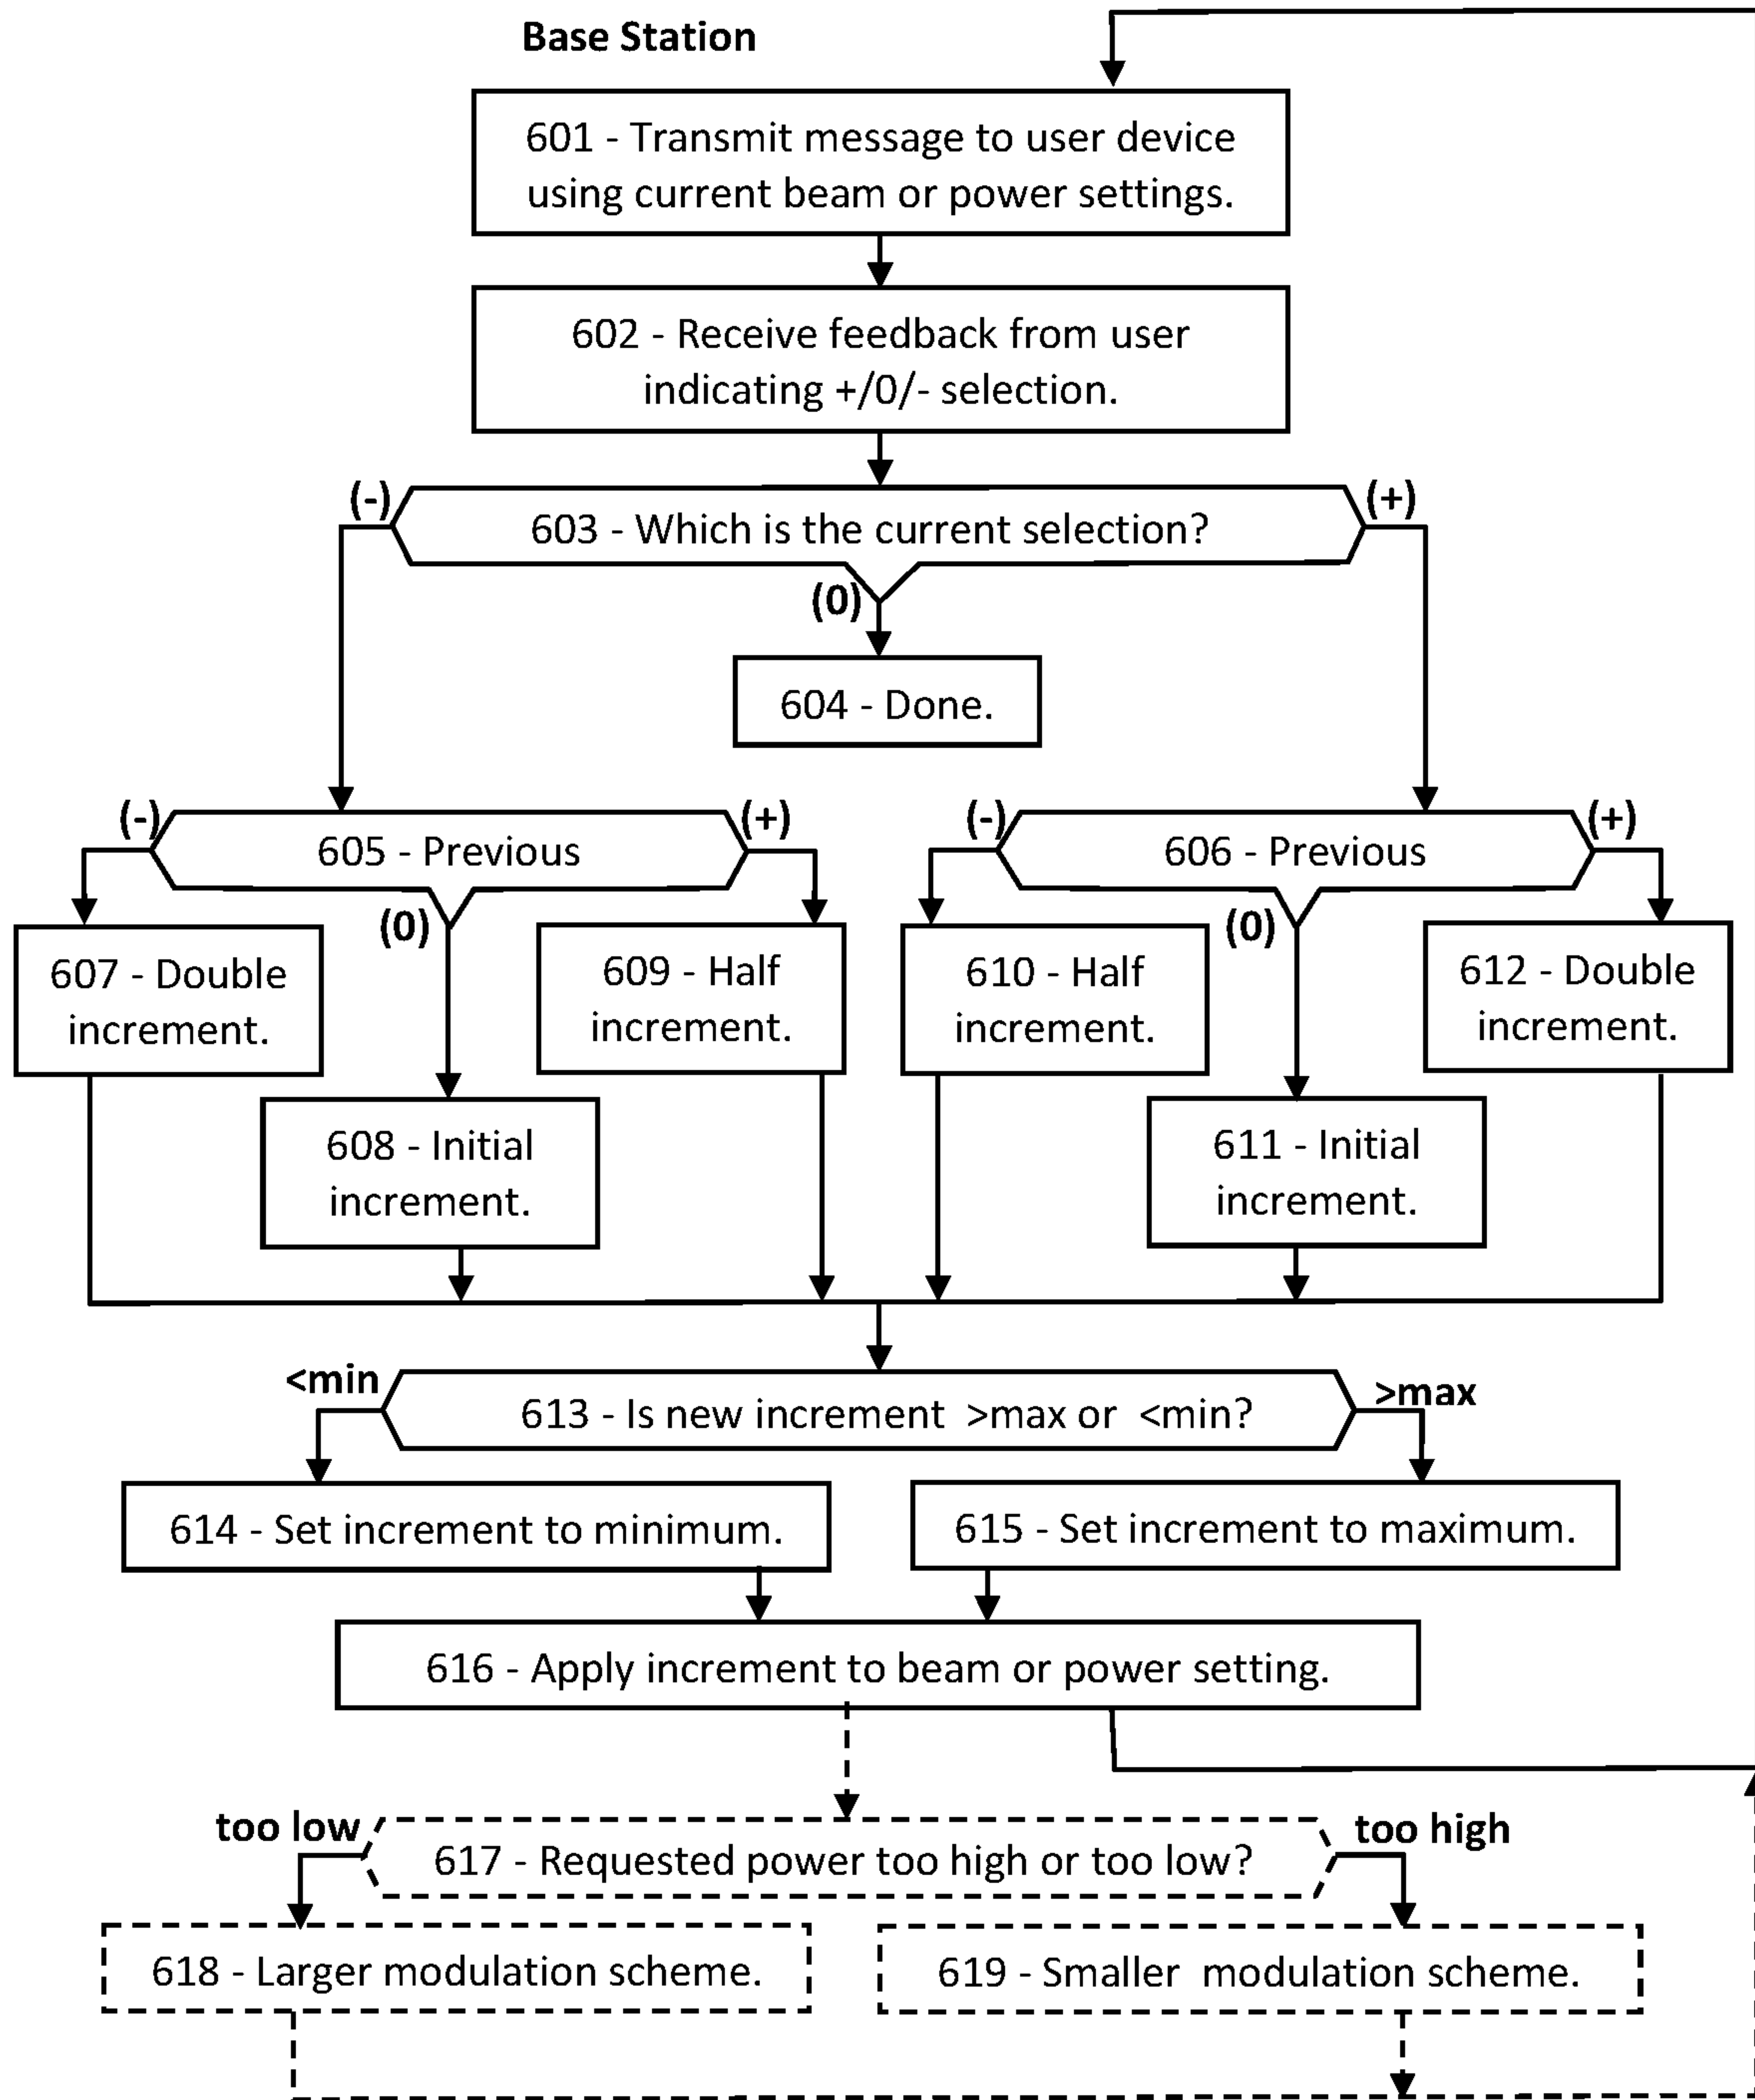 Base Station
601 - Transmit message to user device
using current beam or power settings.
602 - Receive feedback from user
indicating +/0/- selection.
(-)
603 - Which is the current selection?
(+)
(0)
604 - Done.
(-)
605 - Previous
(+)
(0)
(-)
606 - Previous
(+)
(0)
607 - Double
increment.
609 - Half
increment.
610 - Half
increment.
612 - Double
increment.
608 - Initial
increment.
611 - Initial
increment.
<min
613 - Is new increment  >max or  <min?
>max
614 - Set increment to minimum.
615 - Set increment to maximum.
616 - Apply increment to beam or power setting.
too low
617 - Requested power too high or too low?
too high
618 - Larger modulation scheme.
619 - Smaller  modulation scheme.